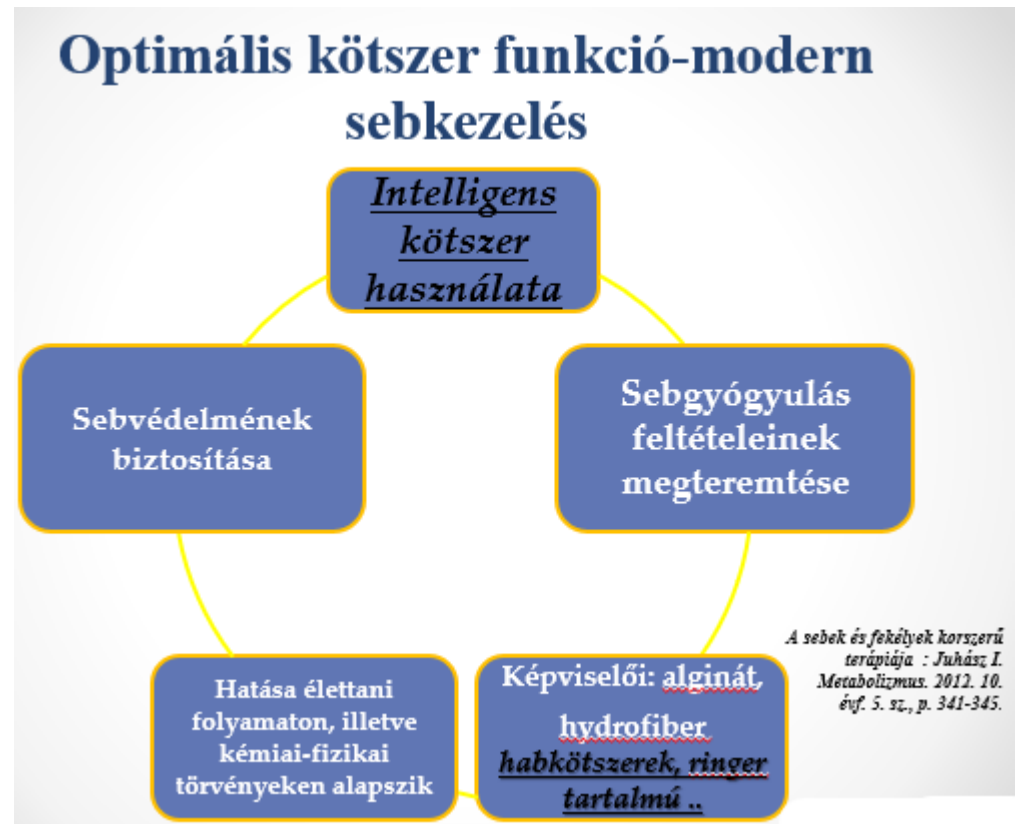 Optimális kötszer funkció-modern
sebkezelés
Intelligens
kötszer
használata
Sebvédelmének
biztosítása
Sebgyógyulás
feltételeinek
megteremtése
Hatása élettani
folyamaton, illetve
kémiai-fizikai
törvényeken alapszik
Képviselői: alginát,
hydrofiber
habkötszerek, ringer
tartalmú ..
A sebek és fekélyek korszerű
terápiája : Juhász I.
Metabolizmus. 2012. 10.
évf. 5. sz., p. 341-345.